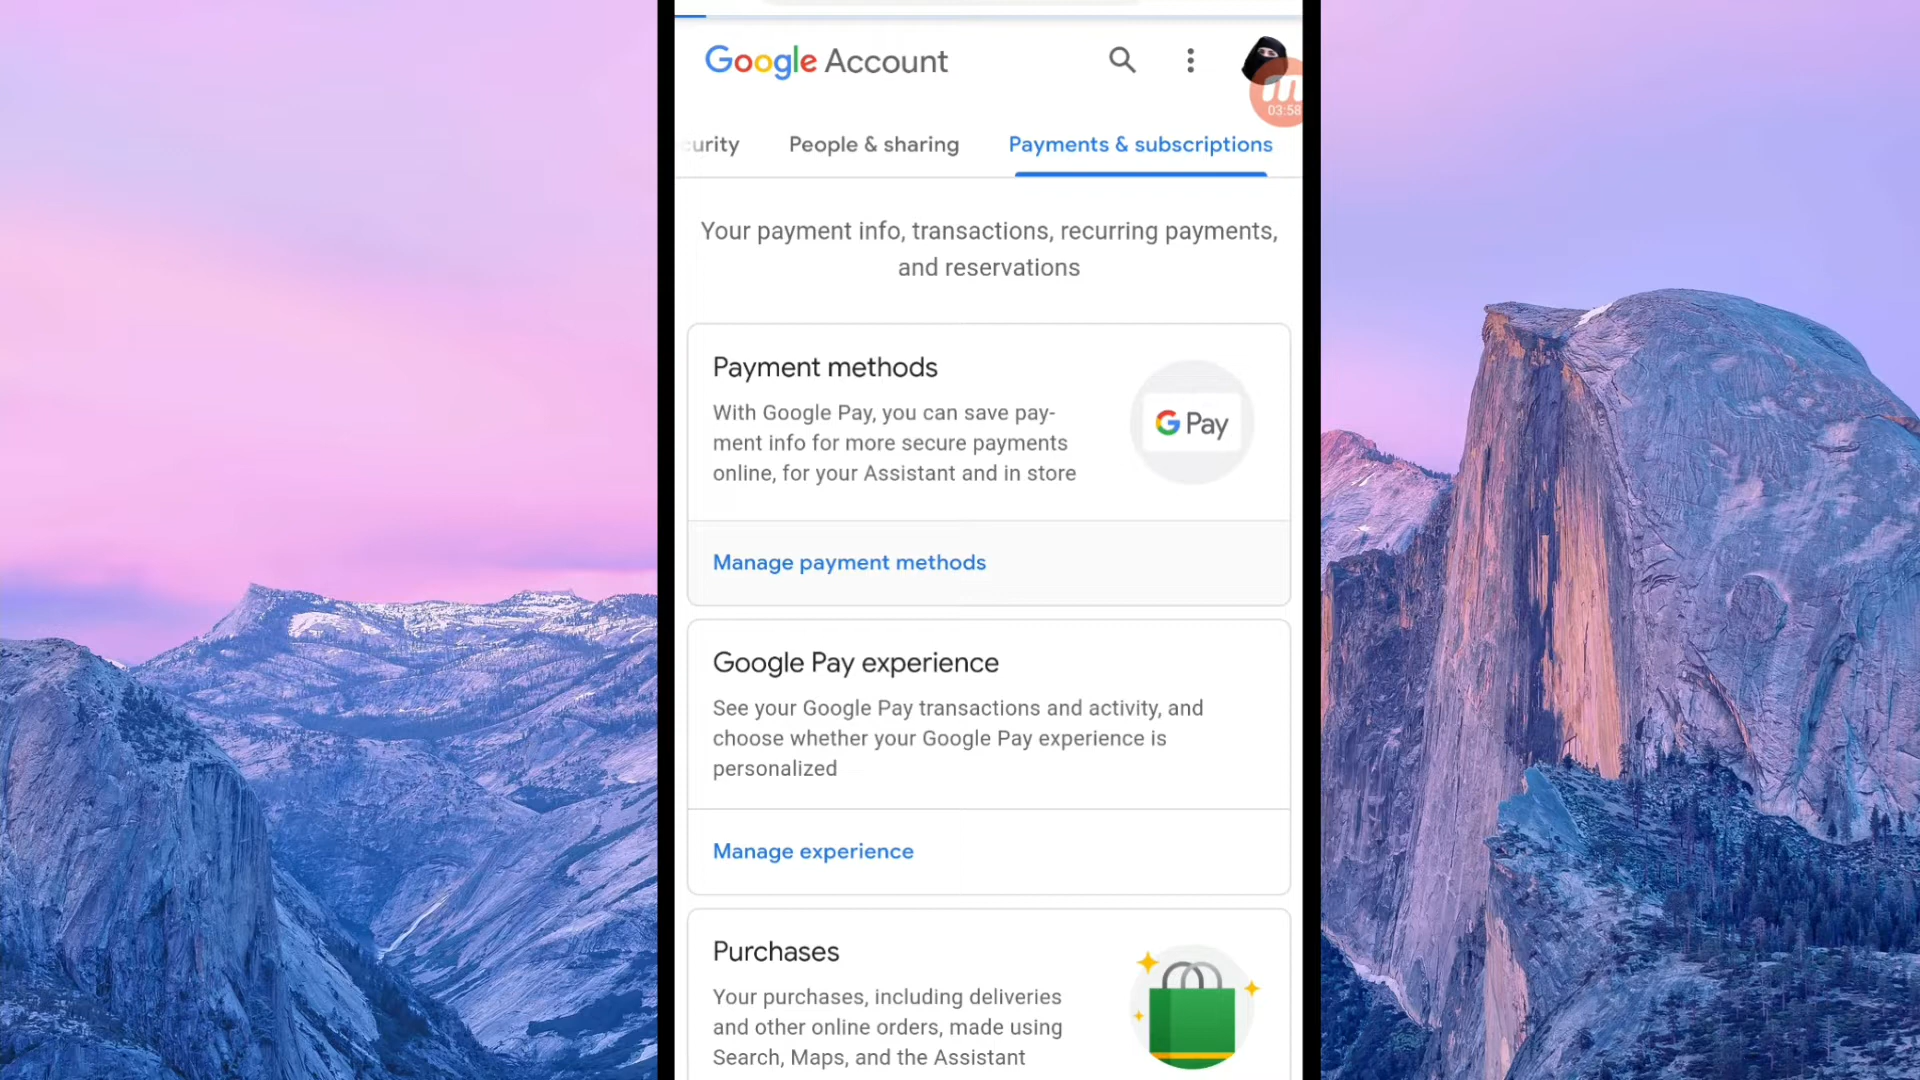 Google Account
03:58
curity People & sharing Payments & subscriptions
Your payment info, transactions, recurring payments,
and reservations
Payment methods
With Google Pay, you can save pay-
ment info for more secure payments
online, for your Assistant and in store
G Pay
Manage payment methods
Google Pay experience
See your Google Pay transactions and activity, and
choose whether your Google Pay experience is
personalized
Manage experience
Purchases
Your purchases, including deliveries
and other online orders, made using
Search, Maps, and the Assistant